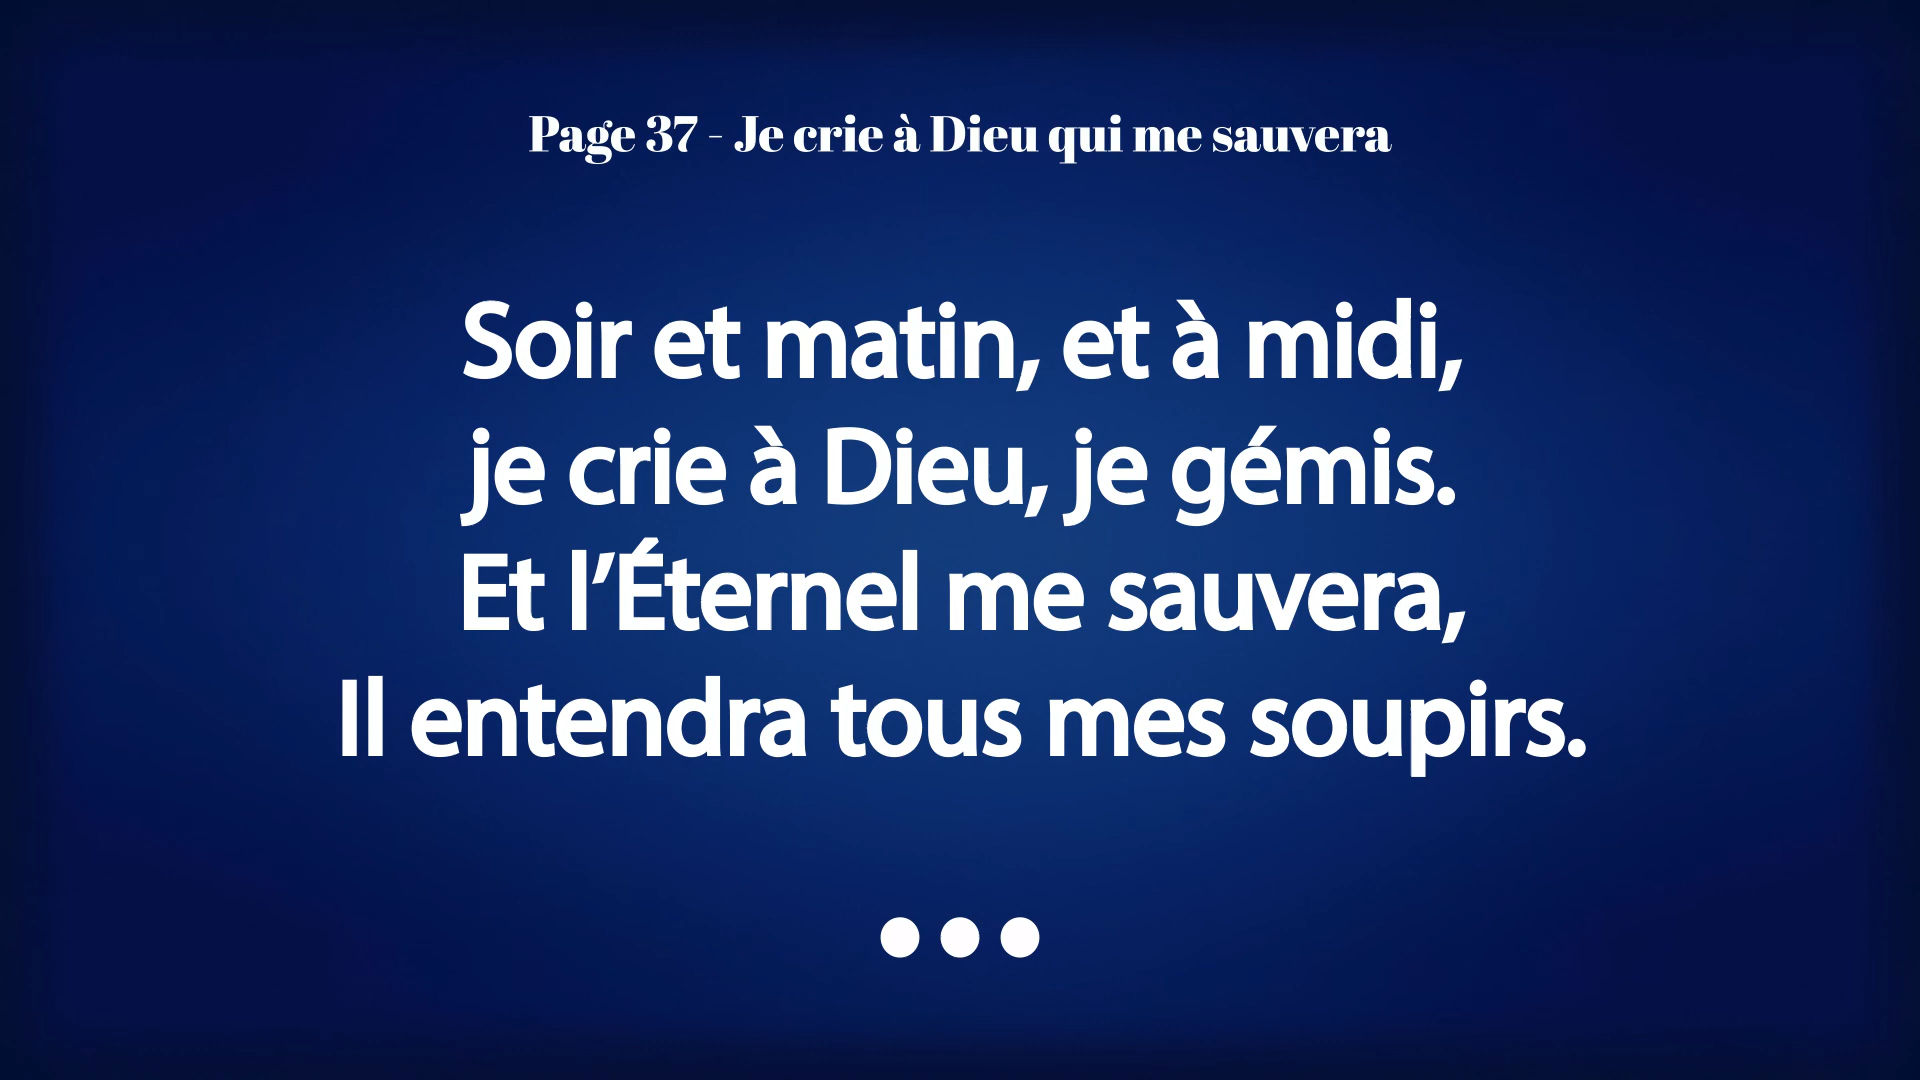 Page 37 - Je crie à Dieu qui me sauvera
Soir et matin, et à midi,
je crie à Dieu, je gémis.
Et l’Éternel me sauvera,
Il entendra tous mes soupirs.
•••